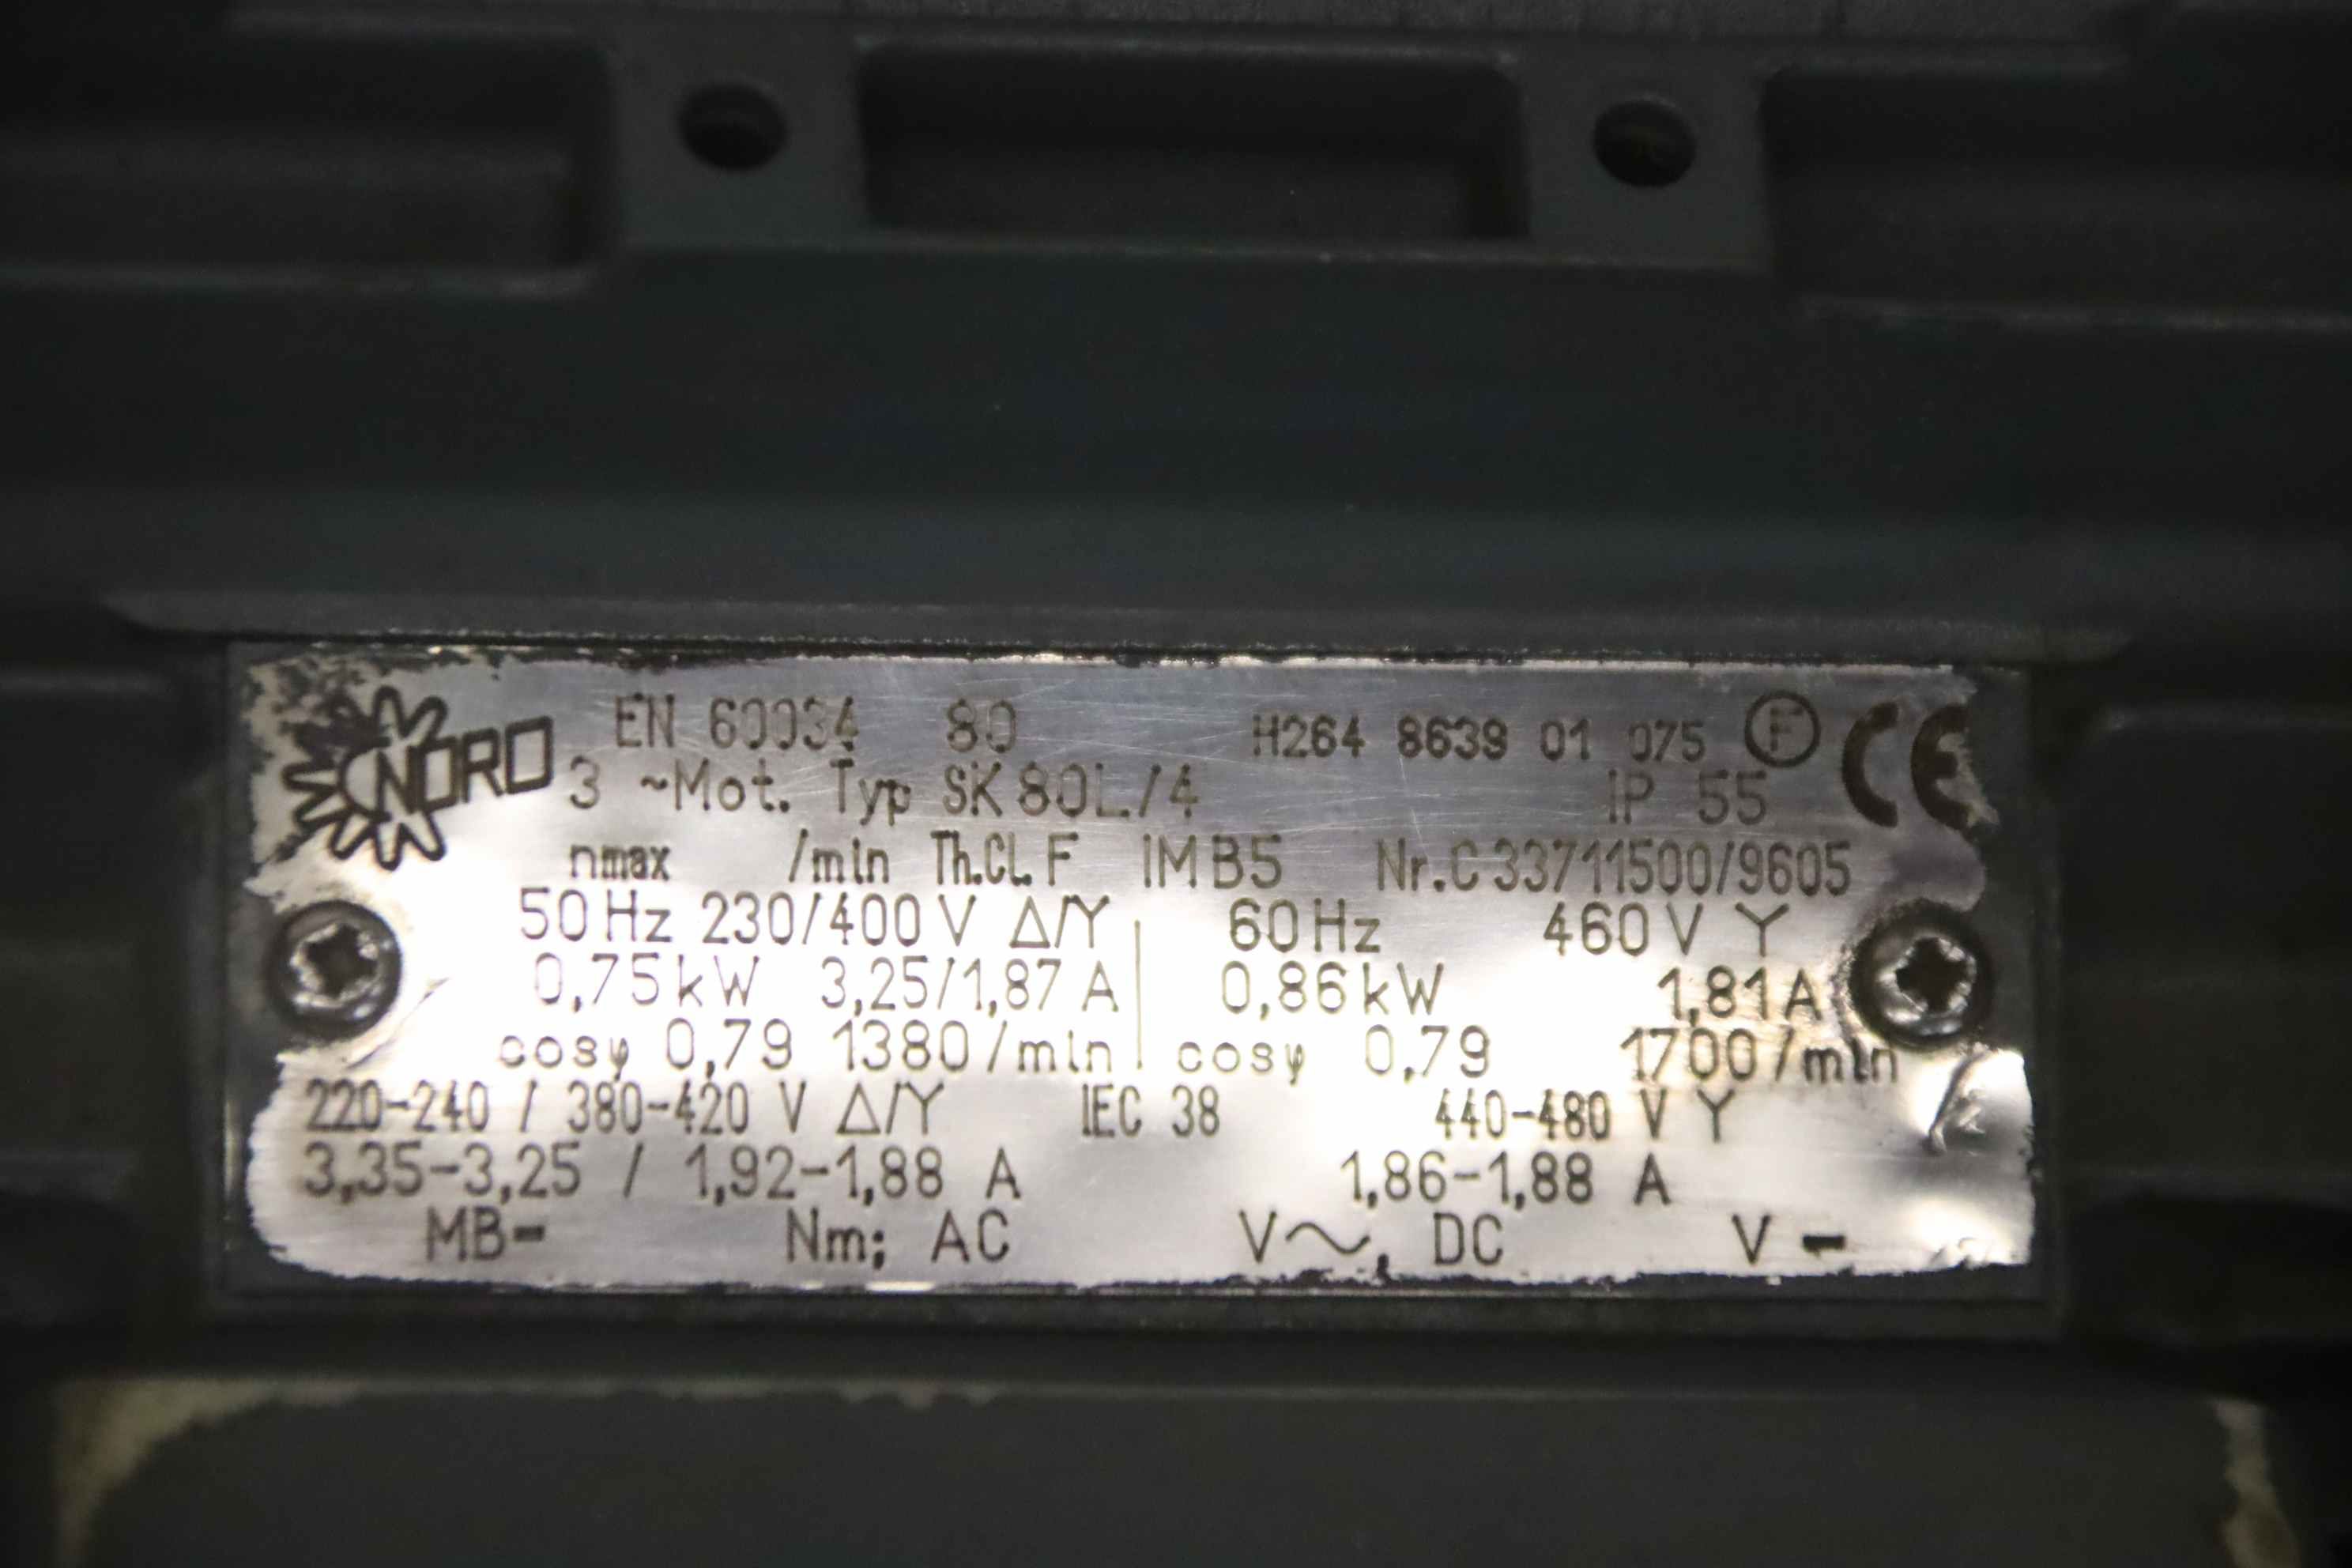 NORD EN 60034 80 H264 8639 01 075 F CE
3 ~Mot. Typ SK 80L/4 IP 55
nmax /min Th.Cl. F IM B5 Nr. C 33711500/9605
50 Hz 230/400 V Δ/Y 60 Hz 460 V Y
0,75 kW 3,25/1,87 A 0,86 kW 1,81 A
cosφ 0,79 1380/min cosφ 0,79 1700/min
220-240 / 380-420 V Δ/Y IEC 38 440-480 V Y
3,35-3,25 / 1,92-1,88 A 1,86-1,88 A
MB= Nm; AC V~, DC V -